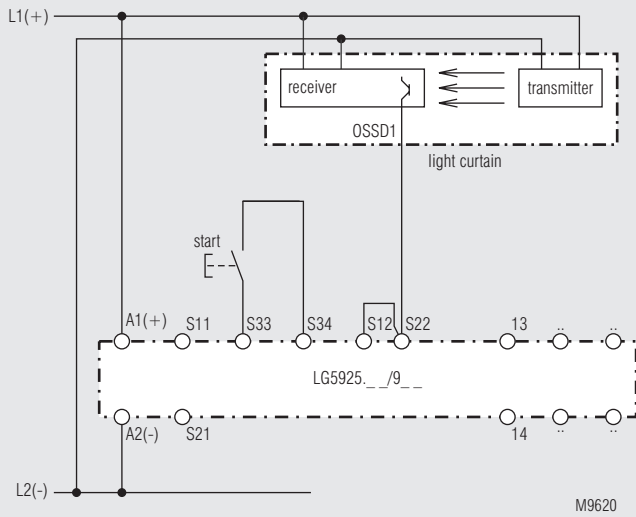 L1(+)
receiver
transmitter
OSSD1
light curtain
start
A1(+) S11 S33 S34 S12 S22 13 .. ..
LG5925._ _/9_ _
A2(-) S21 14 .. ..
L2(-)
M9620